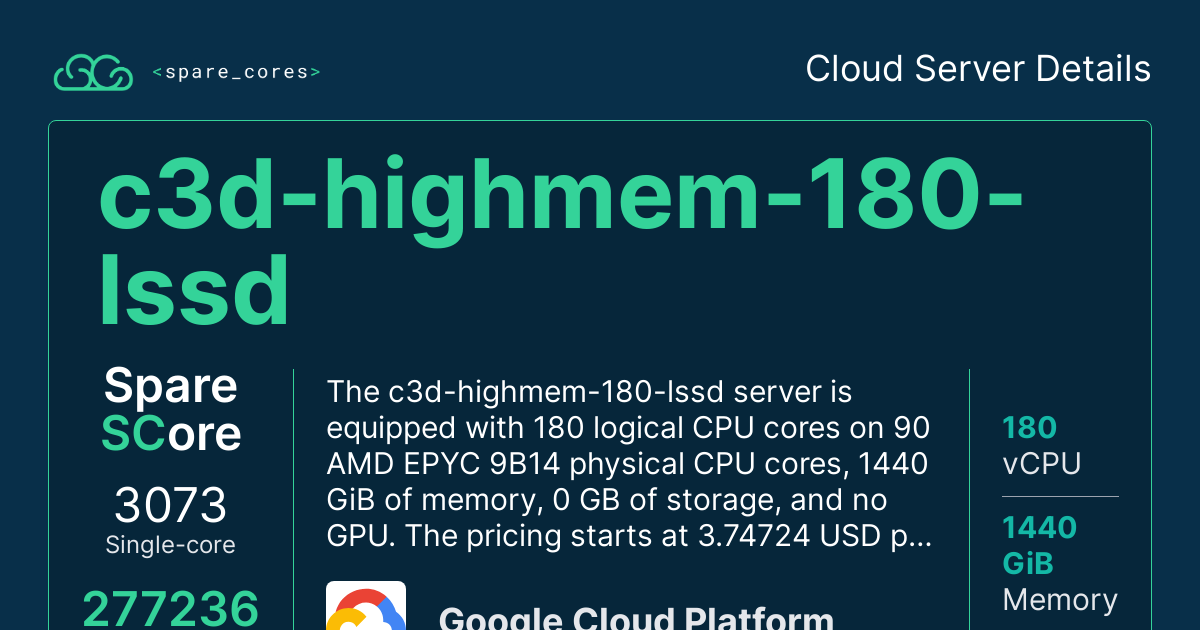 <spare_cores>
Cloud Server Details
c3d-highmem-180-
lssd
Spare
SCore
3073
Single-core
277236
The c3d-highmem-180-lssd server is
equipped with 180 logical CPU cores on 90
AMD EPYC 9B14 physical CPU cores, 1440
GiB of memory, 0 GB of storage, and no
GPU. The pricing starts at 3.74724 USD p...
Google Cloud Platform
180
vCPU
1440
GiB
Memory